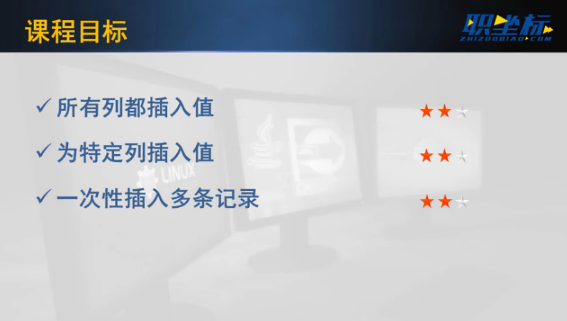 课程目标
职坐标
ZHIZUOBIAO.COM
✓ 所有列都插入值 ★★☆
✓ 为特定列插入值 ★★☆
LINUX
✓ 一次性插入多条记录 ★★☆